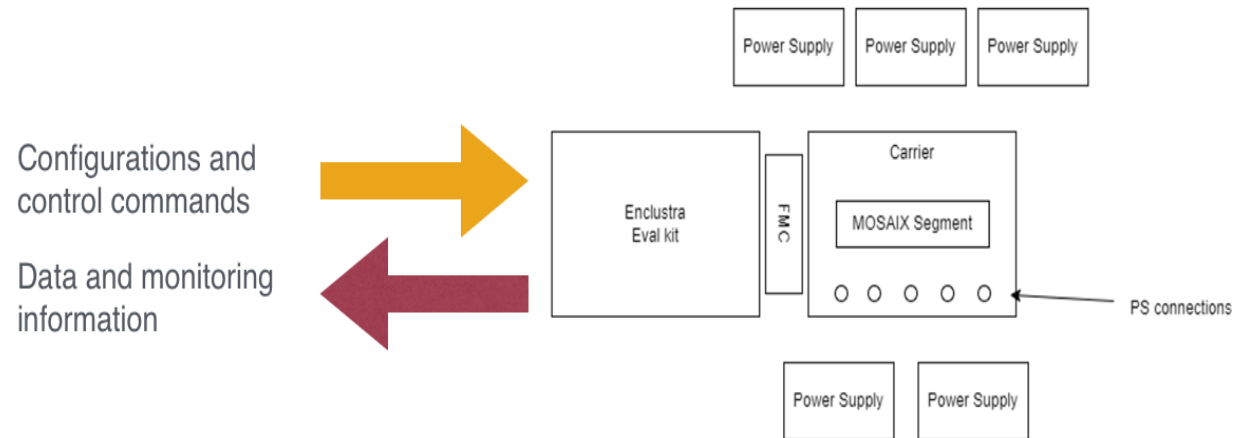 Power Supply
Power Supply
Power Supply
Configurations and
control commands
Data and monitoring
information
Enclustra
Eval kit
FMC
Carrier
MOSAIX Segment
PS connections
Power Supply
Power Supply